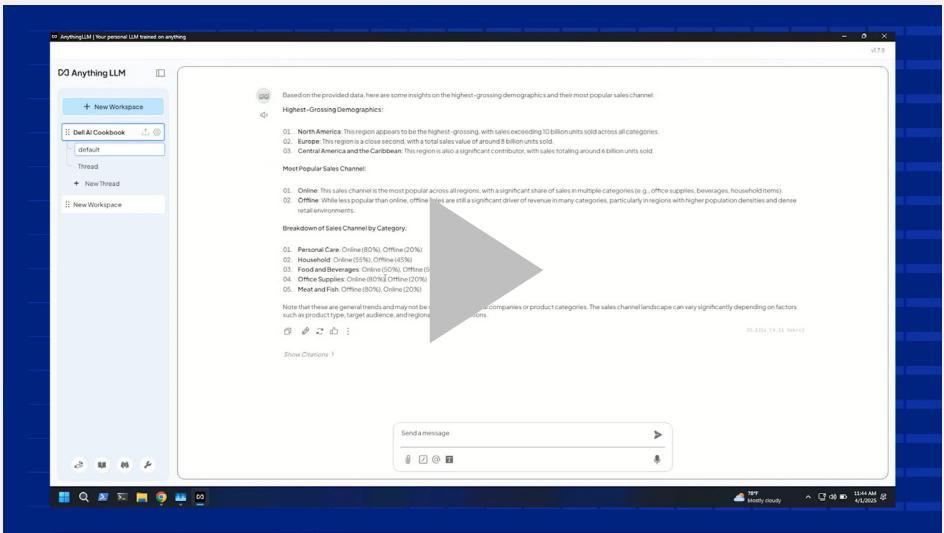 AnythingLLM | Your personal LLM trained on anything
v1.7.8
Anything LLM
+ New Workspace
Dell AI Cookbook
default
Thread
+ New Thread
New Workspace
Based on the provided data, here are some insights on the highest-grossing demographics and their most popular sales channel:
Highest-Grossing Demographics:
01. North America: This region appears to be the highest-grossing, with sales exceeding 10 billion units sold across all categories.
02. Europe: This region is a close second, with a total sales value of around 8 billion units sold.
03. Central America and the Caribbean: This region is also a significant contributor, with sales totaling around 6 billion units sold.
Most Popular Sales Channel:
01. Online: This sales channel is the most popular across all regions, with a significant share of sales in multiple categories (e.g., office supplies, beverages, household items).
02. Offline: While less popular than online, offline sales are still a significant driver of revenue in many categories, particularly in regions with higher population densities and dense
retail environments.
Breakdown of Sales Channel by Category:
01. Personal Care: Online (80%), Offline (20%)
02. Household: Online (55%), Offline (45%)
03. Food and Beverages: Online (50%), Offline (5
04. Office Supplies: Online (80%), Offline (20%)
05. Meat and Fish: Offline (80%), Online (20%)
Note that these are general trends and may not be companies or product categories. The sales channel landscape can vary significantly depending on factors
such as product type, target audience, and regional
Show Citations
Send a message
78°F
Mostly cloudy
11:44 AM
4/1/2025